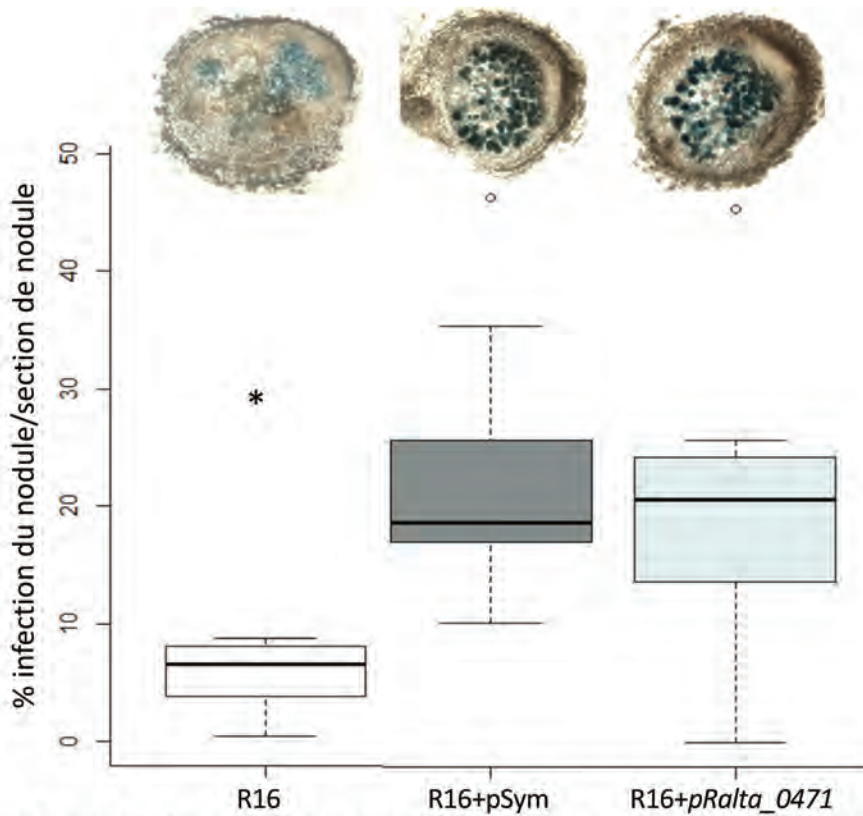 % infection du nodule/section de nodule
50
40
30
20
10
0
*
R16
R16+pSym
R16+pRalta_0471